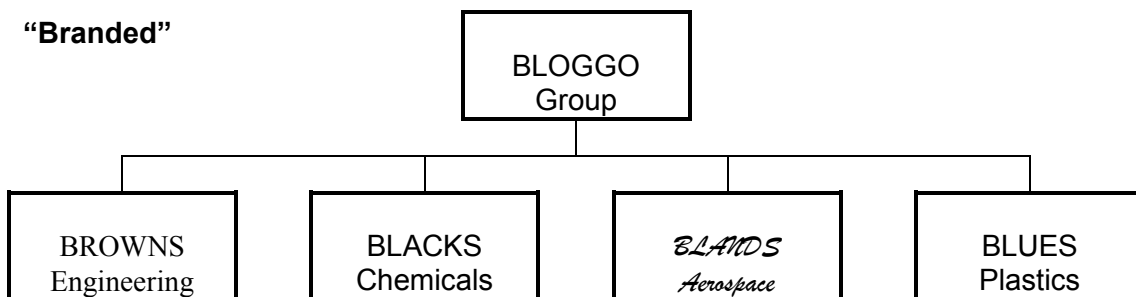 “Branded”
BLOGGO
Group
BROWNS
Engineering
BLACKS
Chemicals
BLANDS
Aerospace
BLUES
Plastics